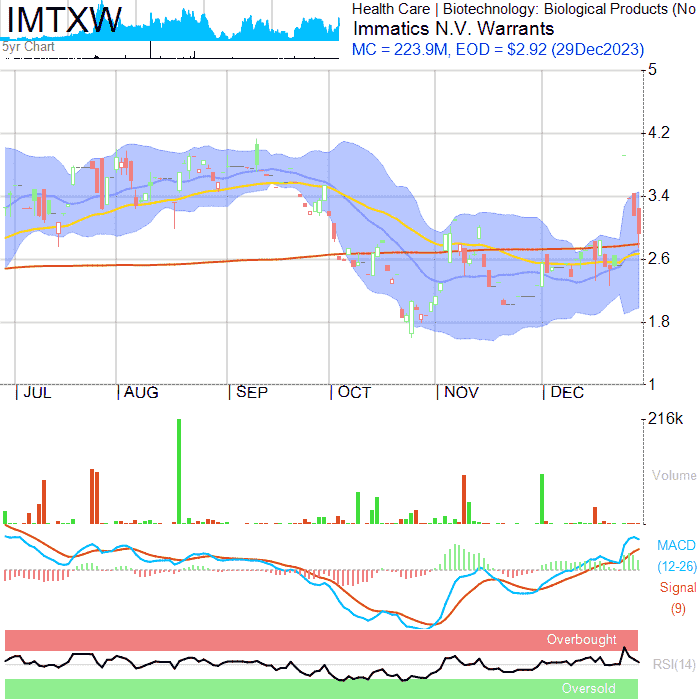 IMTXW
5yr Chart
Health Care | Biotechnology: Biological Products (No
Immatics N.V. Warrants
MC = 223.9M, EOD = $2.92 (29Dec2023)
5
4.2
3.4
2.6
1.8
1
JUL AUG SEP OCT NOV DEC
216k
Volume
MACD
(12-26)
Signal
(9)
Overbought
RSI(14)
Oversold